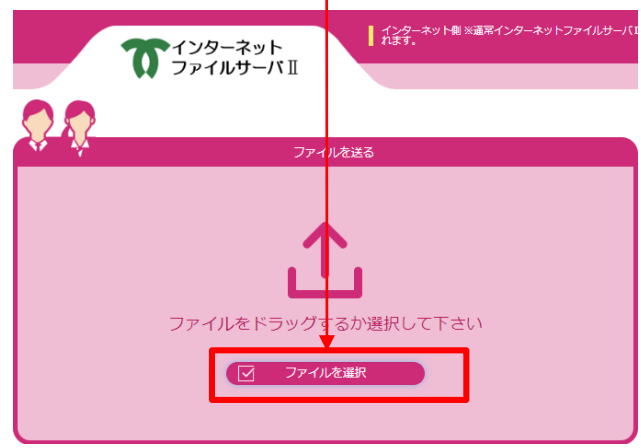 インターネット側 ※通常インターネットファイルサーバI
れます。
インターネット
ファイルサーバⅡ
ファイルを送る
ファイルをドラッグするか選択して下さい
ファイルを選択